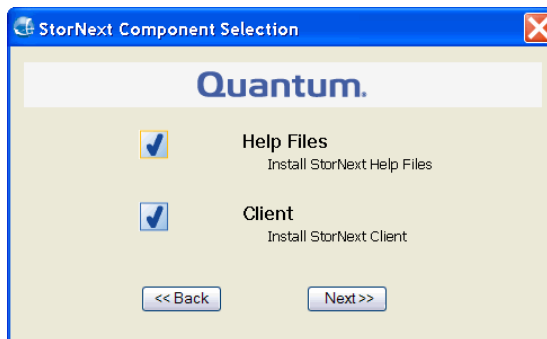 StorNext Component Selection
Quantum.
Help Files
Install StorNext Help Files
Client
Install StorNext Client
<< Back
Next >>